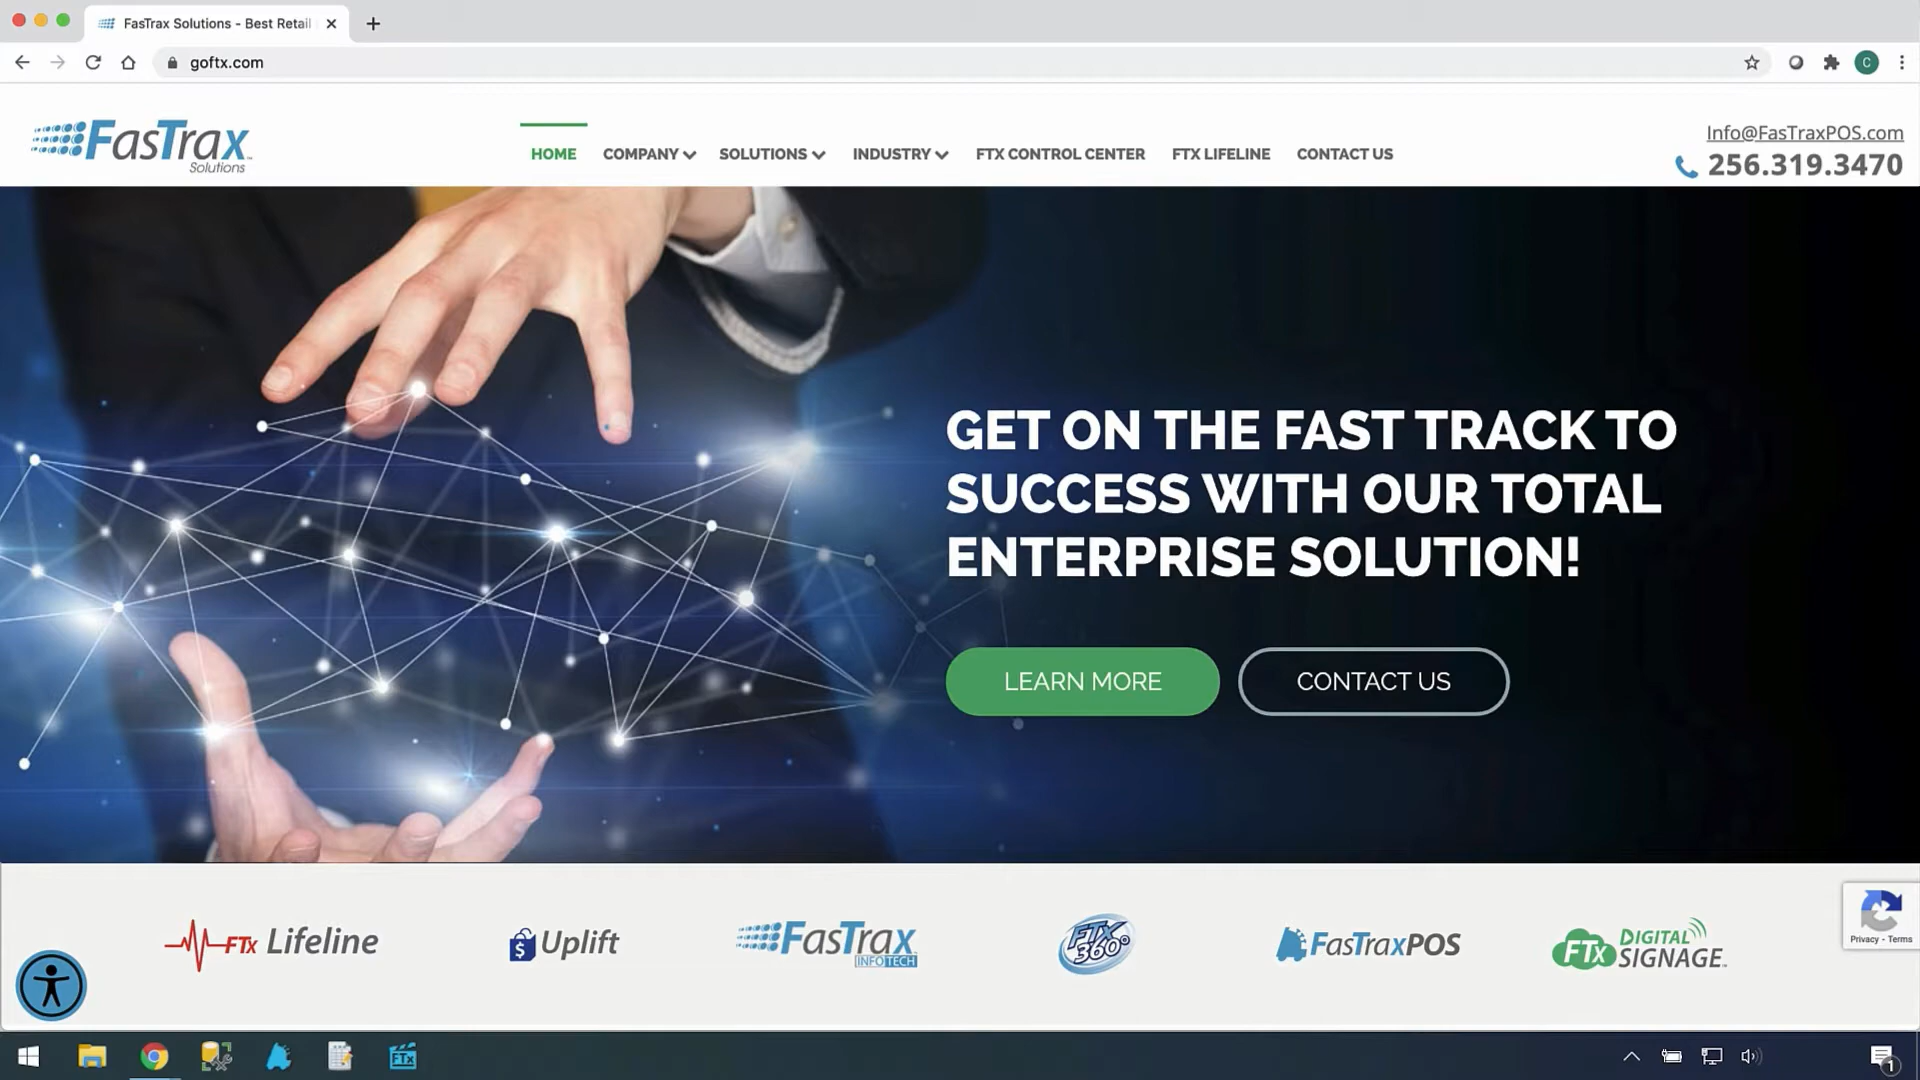 FasTrax Solutions - Best Retail
goftx.com
C
FasTrax
Solutions
HOME
COMPANY
SOLUTIONS
INDUSTRY
FTX CONTROL CENTER
FTX LIFELINE
CONTACT US
Info@FasTraxPOS.com
256.319.3470
GET ON THE FAST TRACK TO
SUCCESS WITH OUR TOTAL
ENTERPRISE SOLUTION!
LEARN MORE
CONTACT US
FTx Lifeline
$ Uplift
FasTrax
INFOTECH
FTX
360°
FasTraxPOS
FTx DIGITAL
SIGNAGE
Privacy - Terms
FTx
1